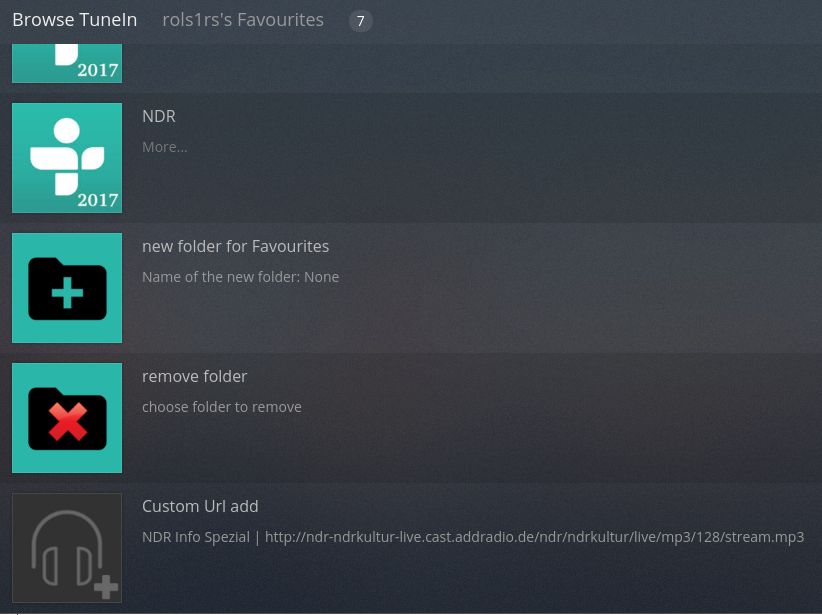 Browse TuneIn rols1rs's Favourites 7
2017
NDR
More...
2017
new folder for Favourites
Name of the new folder: None
remove folder
choose folder to remove
Custom Url add
NDR Info Spezial | http://ndr-ndrkultur-live.cast.addradio.de/ndr/ndrkultur/live/mp3/128/stream.mp3